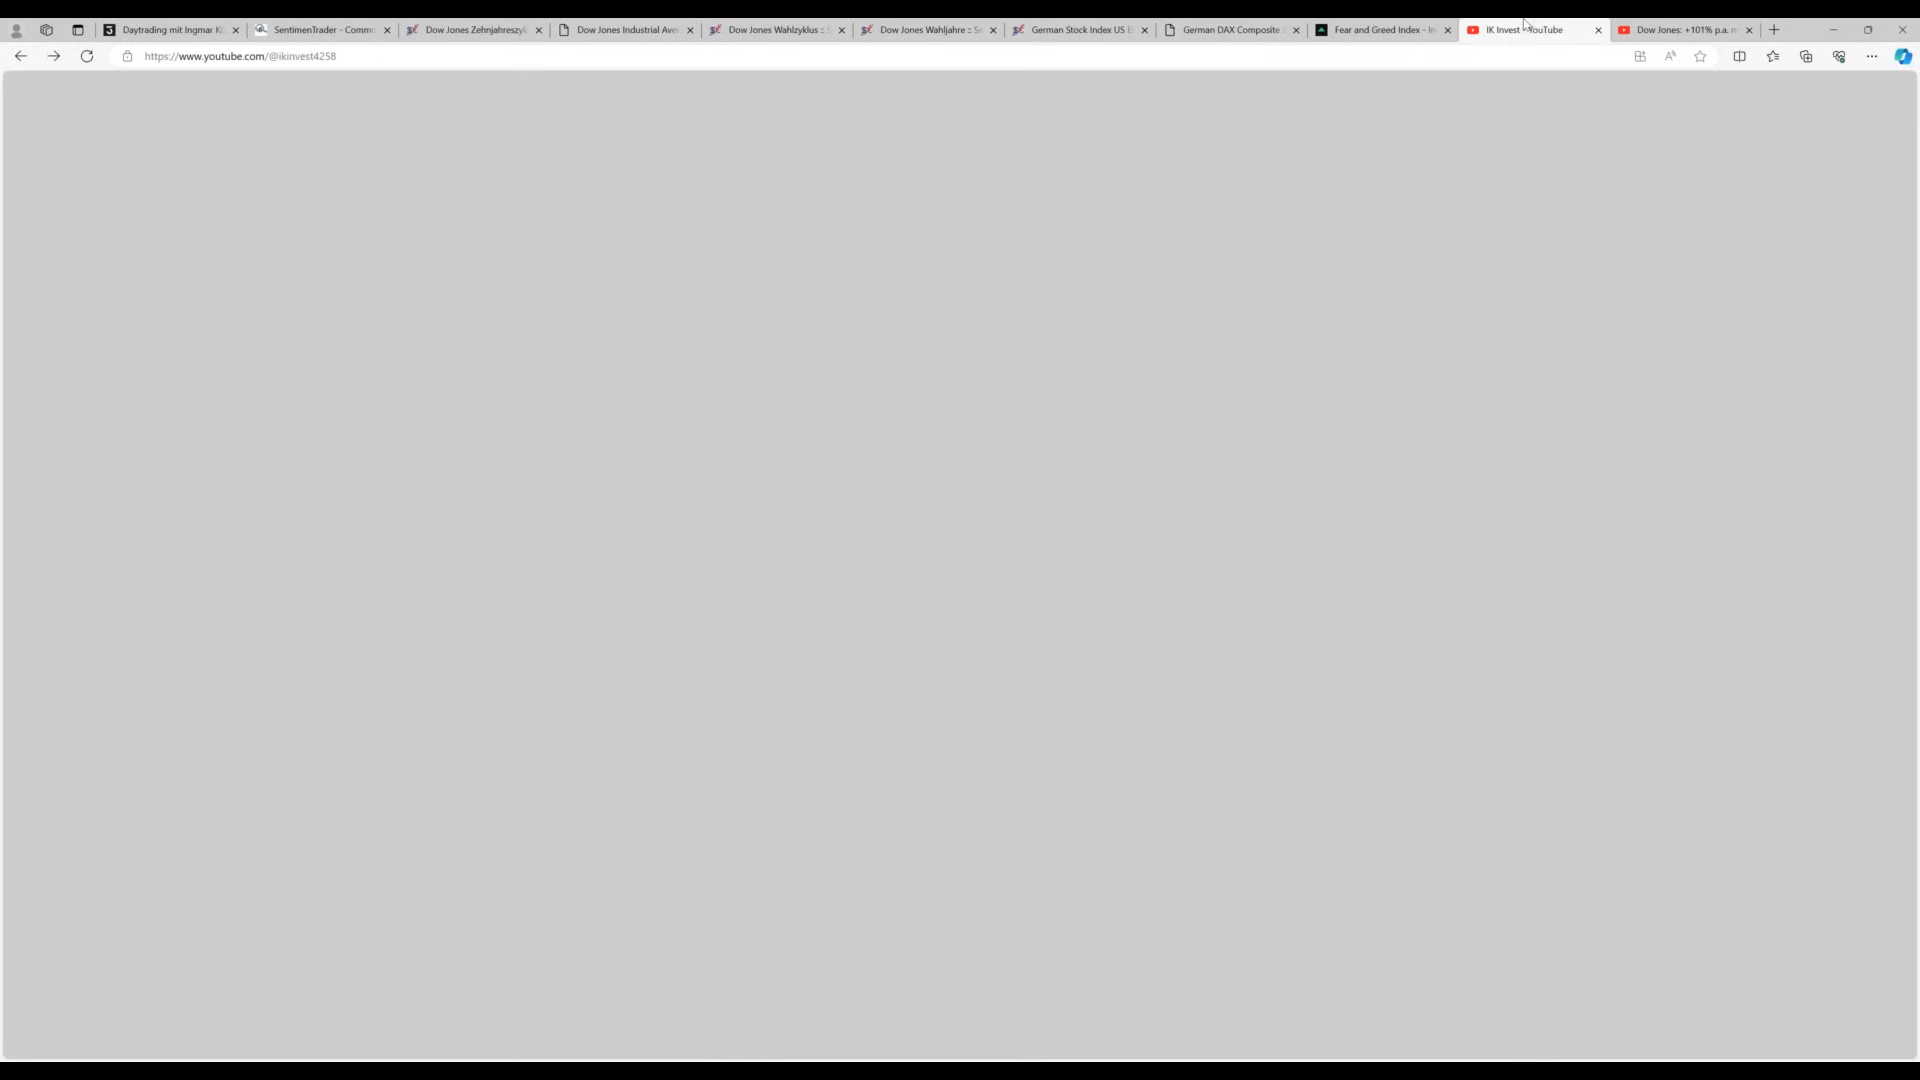 Daytrading mit Ingmar K
SentimenTrader - Comm
Dow Jones Zehnjahreszyk
Dow Jones Industrial Ave
Dow Jones Wahlzyklus ::
Dow Jones Wahljahre ::
German Stock Index US
German DAX Composite
Fear and Greed Index -
IK Invest - YouTube
Dow Jones: +101% p.a.
https://www.youtube.com/@ikinvest4258